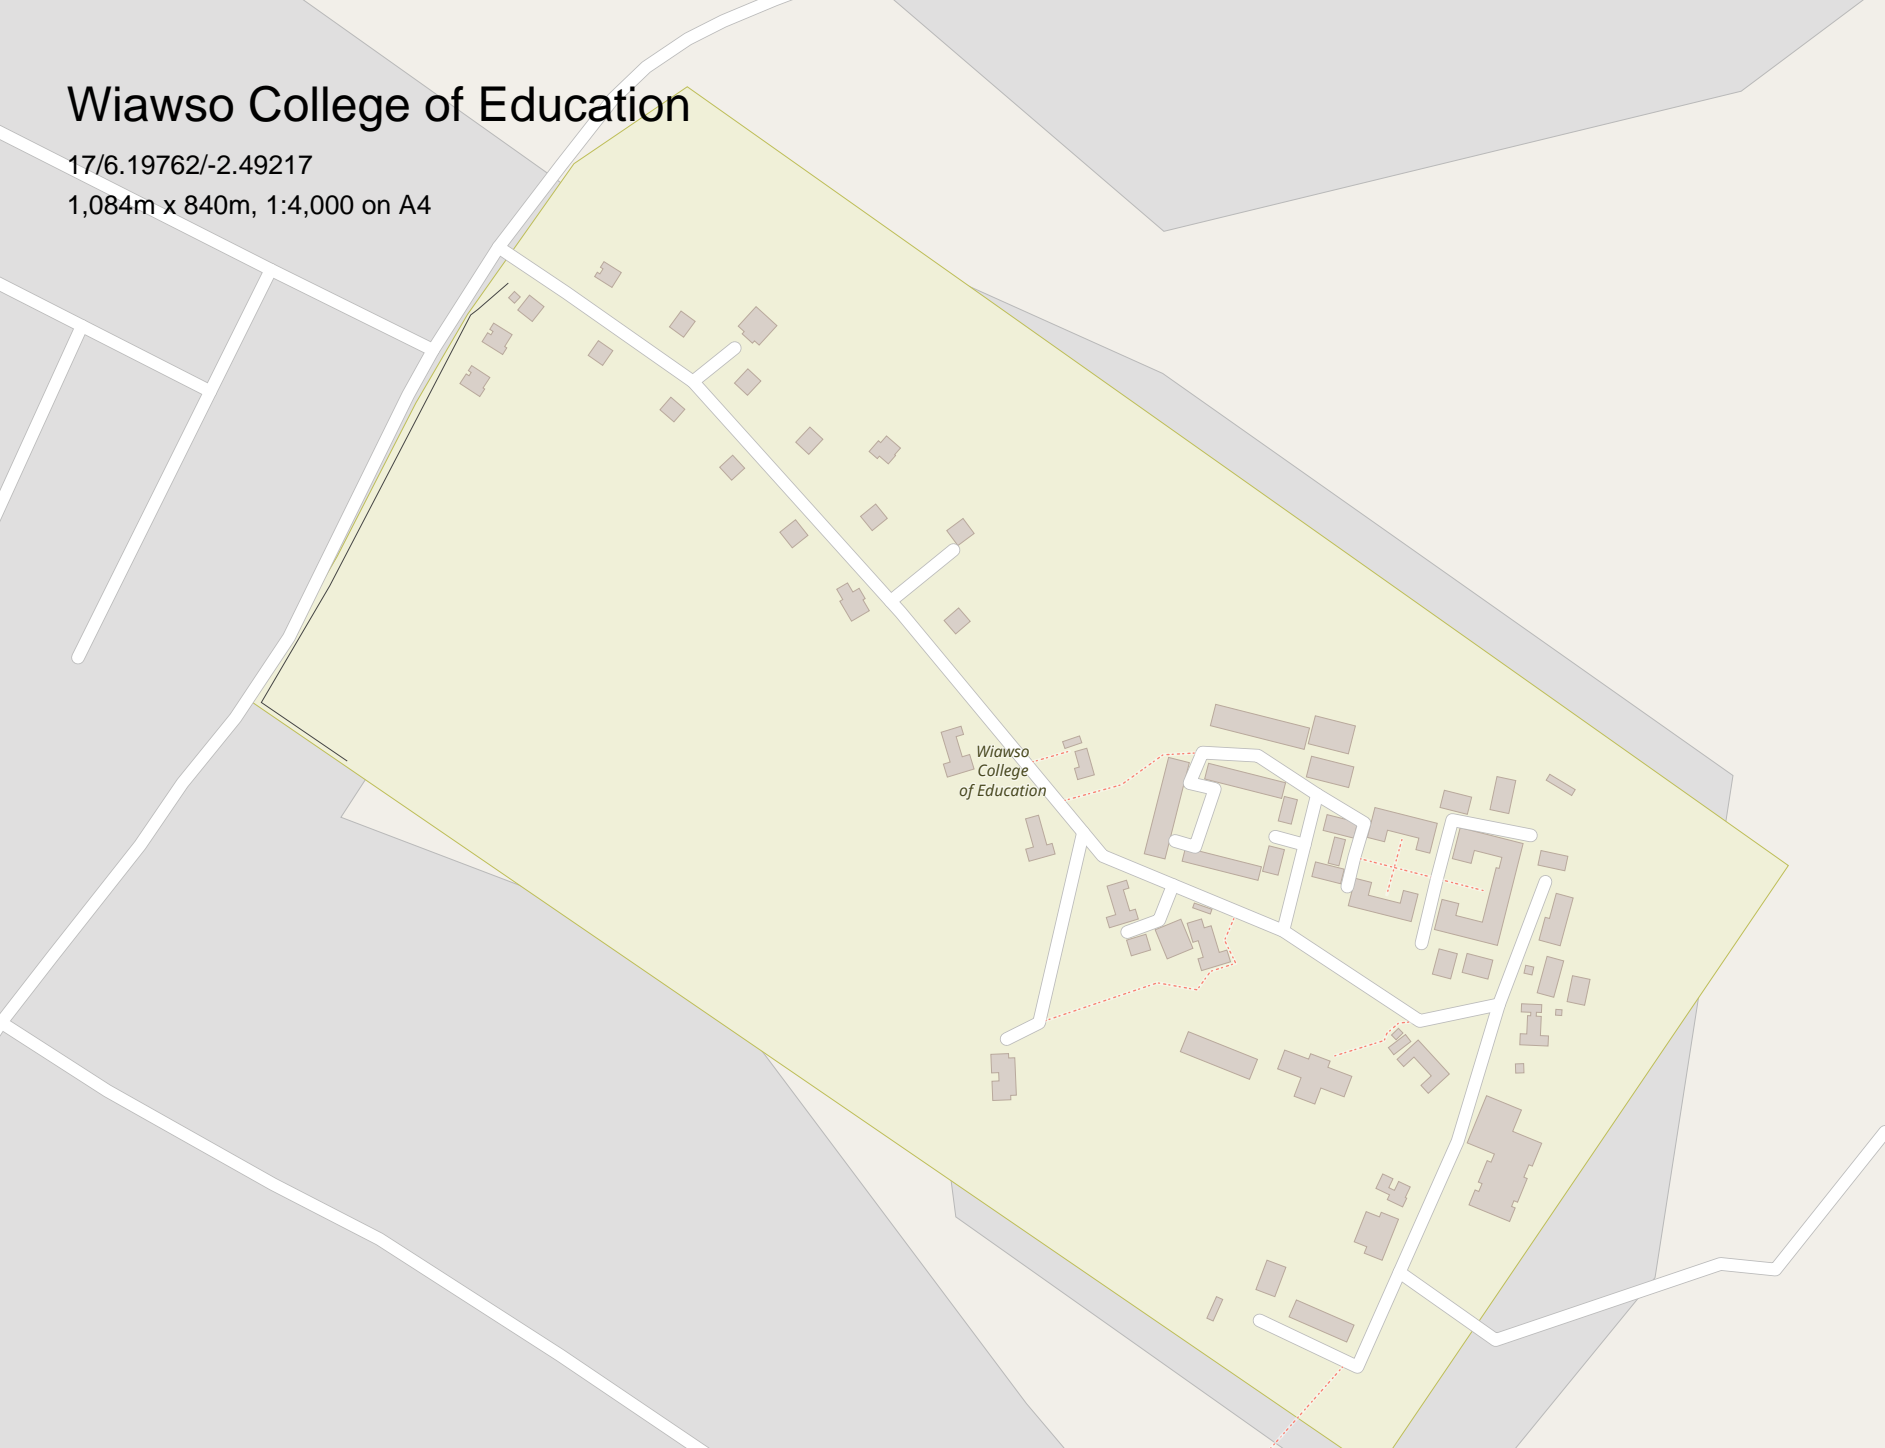 Wiawso College of Education
17/6.19762/-2.49217
1,084m x 840m, 1:4,000 on A4
Wiawso
College
of Education